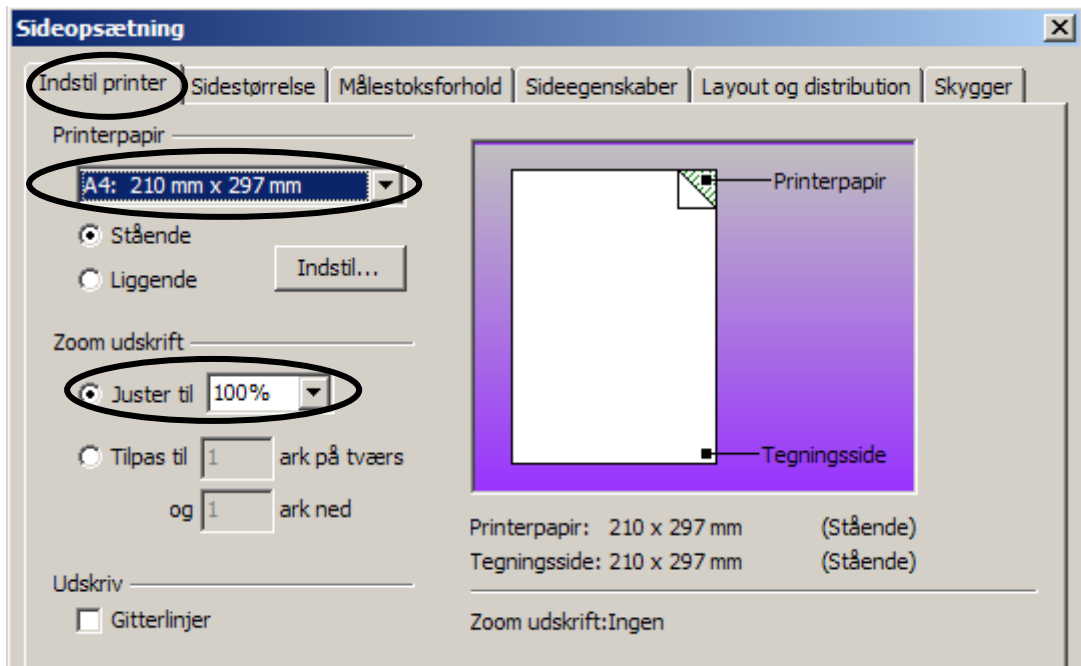 Sideopsætning
Indstil printer Sidestørrelse Målestoksforhold Sideegenskaber Layout og distribution Skygger
Printerpapir
A4: 210 mm x 297 mm
Stående
Liggende
Indstil...
Zoom udskrift
Juster til 100%
Tilpas til 1 ark på tværs
og 1 ark ned
Udskriv
Gitterlinjer
Printerpapir
Tegningsside
Printerpapir: 210 x 297 mm (Stående)
Tegningsside: 210 x 297 mm (Stående)
Zoom udskrift:Ingen